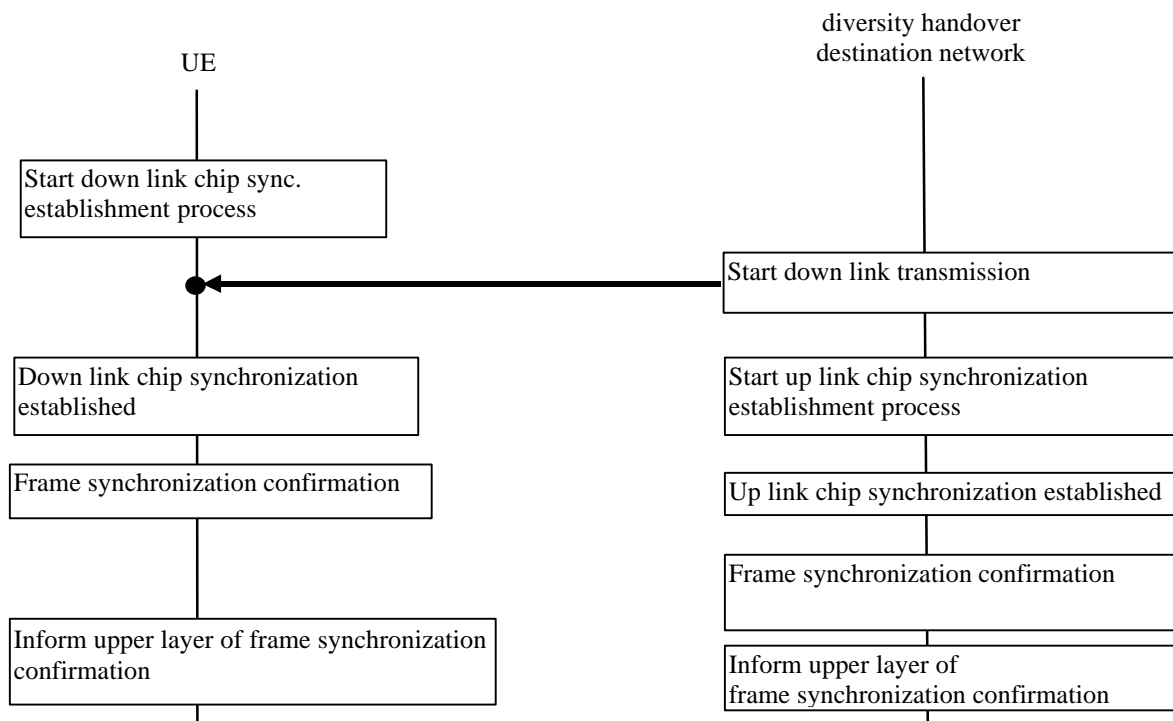 UE
diversity handover
destination network
Start down link chip sync.
establishment process
Start down link transmission
Down link chip synchronization
established
Start up link chip synchronization
establishment process
Frame synchronization confirmation
Up link chip synchronization established
Frame synchronization confirmation
Inform upper layer of frame synchronization
confirmation
Inform upper layer of
frame synchronization confirmation